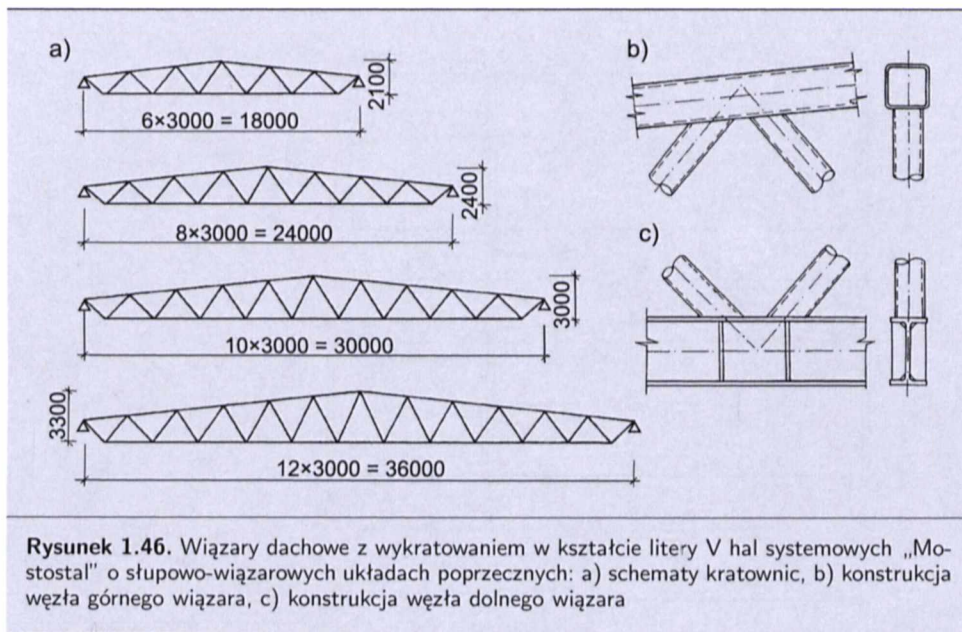 a)
2100
6×3000 = 18000
2400
8×3000 = 24000
3000
10×3000 = 30000
3300
12×3000 = 36000
b)
c)
Rysunek 1.46. Wiązary dachowe z wykratowaniem w kształcie litery V hal systemowych „Mo-
stostal" o słupowo-wiązarowych układach poprzecznych: a) schematy kratownic, b) konstrukcja
węzła górnego wiązara, c) konstrukcja węzła dolnego wiązara